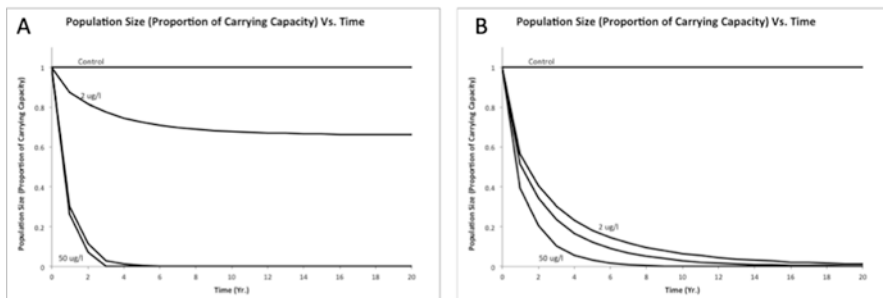 A
Population Size (Proportion of Carrying Capacity) Vs. Time
Population Size (Proportion of Carrying Capacity)
1
0.8
0.6
0.4
0.2
0
Control
2 ug/l
50 ug/l
0 2 4 6 8 10 12 14 16 18 20
Time (Yr.)
B
Population Size (Proportion of Carrying Capacity) Vs. Time
Population Size (Proportion of Carrying Capacity)
1
0.8
0.6
0.4
0.2
0
Control
2 ug/l
50 ug/l
0 2 4 6 8 10 12 14 16 18 20
Time (Yr.)